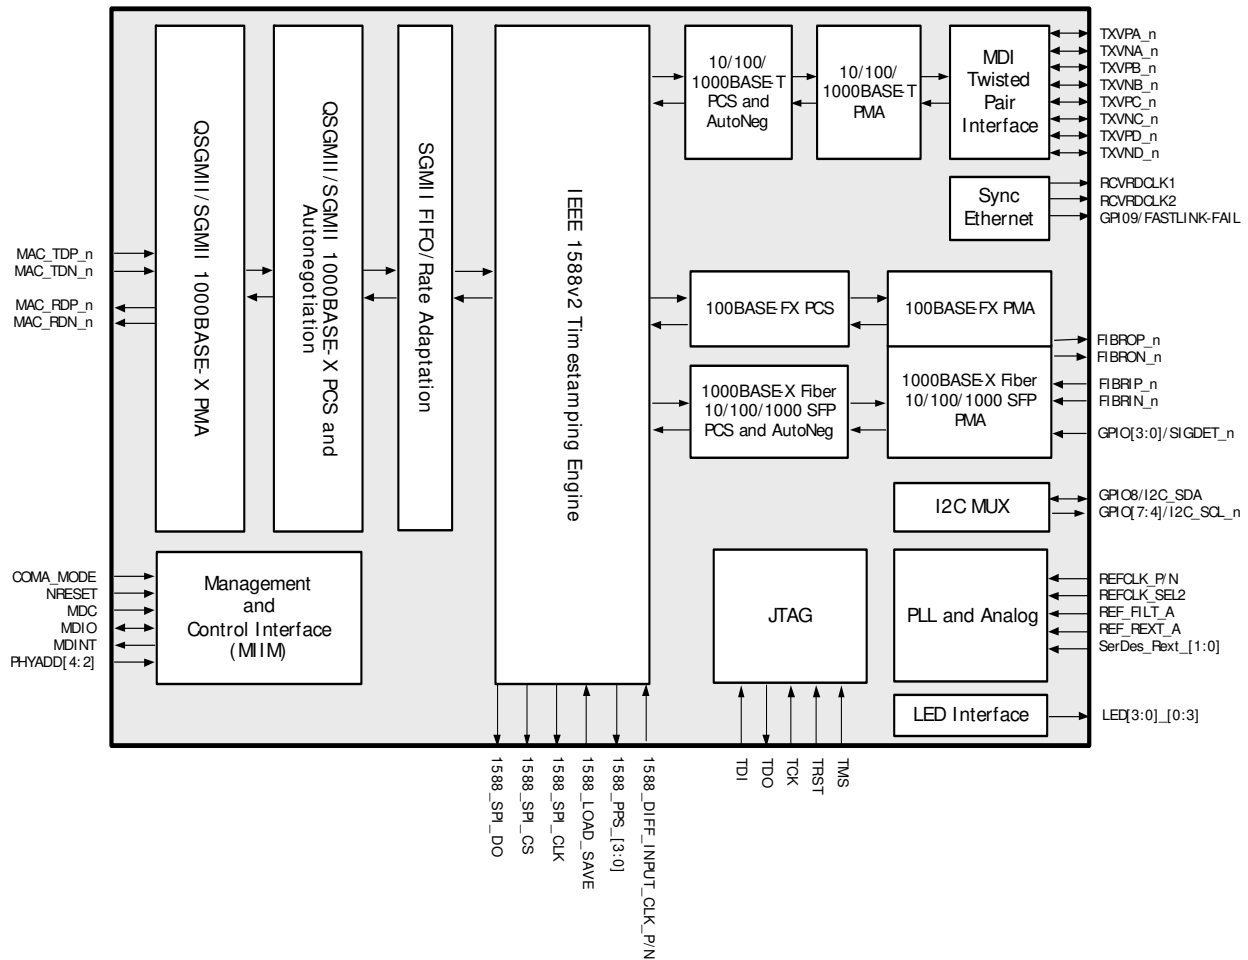 QSGMII/SGMII 1000BASE-X PMA
QSGMII/SGMII 1000BASE-X PCS and
Autonegotiation
SGMII FIFO/Rate Adaptation
IEEE 1588v2 Timestamping Engine
10/100/
1000BASE-T
PCS and
AutoNeg
10/100/
1000BASE-T
PMA
MDI
Twisted
Pair
Interface
TXVPA_n
TXVNA_n
TXVPB_n
TXVNB_n
TXVPC_n
TXVNC_n
TXVPD_n
TXVND_n
Sync
Ethernet
RCVRDCLK1
RCVRDCLK2
GPI09/FASTLINK-FAIL
MAC_TDP_n
MAC_TDN_n
MAC_RDP_n
MAC_RDN_n
100BASE-FX PCS
100BASE-FX PMA
1000BASE-X Fiber
10/100/1000 SFP
PCS and AutoNeg
1000BASE-X Fiber
10/100/1000 SFP
PMA
FIBROP_n
FIBRON_n
FIBRIP_n
FIBRIN_n
GPIO[3:0]/SIGDET_n
I2C MUX
GPIO8/I2C_SDA
GPIO[7:4]/I2C_SCL_n
COMA_MODE
NRESET
MDC
MDIO
MDINT
PHYADD[4:2]
Management
and
Control Interface
(MIIM)
JTAG
PLL and Analog
REFCLK_P/N
REFCLK_SEL2
REF_FILT_A
REF_REXT_A
SerDes_Rext_[1:0]
LED Interface
LED[3:0]_[0:3]
1588_SPI_DO
1588_SPI_CS
1588_SPI_CLK
1588_LOAD_SAVE
1588_PPS_[3:0]
1588_DIFF_INPUT_CLK_P/N
TDI
TDO
TCK
TRST
TMS